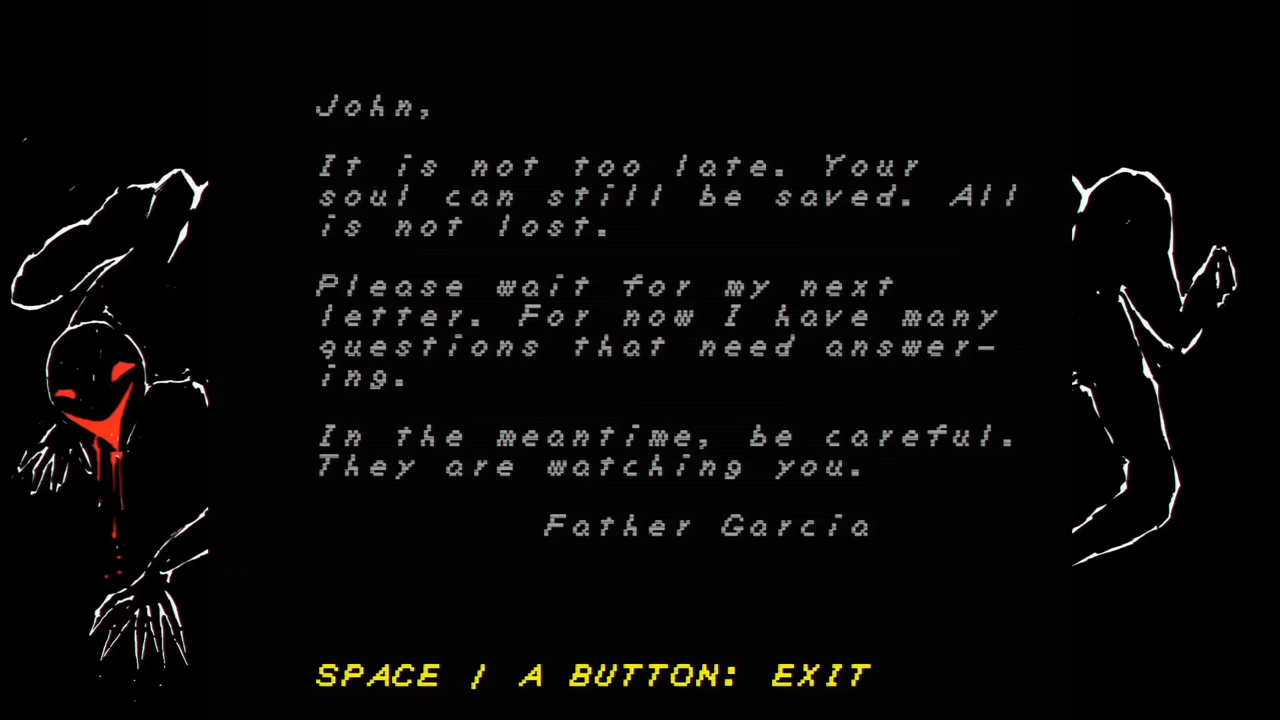 John,
It is not too late. Your
soul can still be saved. All
is not lost.
Please wait for my next
letter. For now I have many
questions that need answer-
ing.
In the meantime, be careful.
They are watching you.
Father Garcia
SPACE / A BUTTON: EXIT